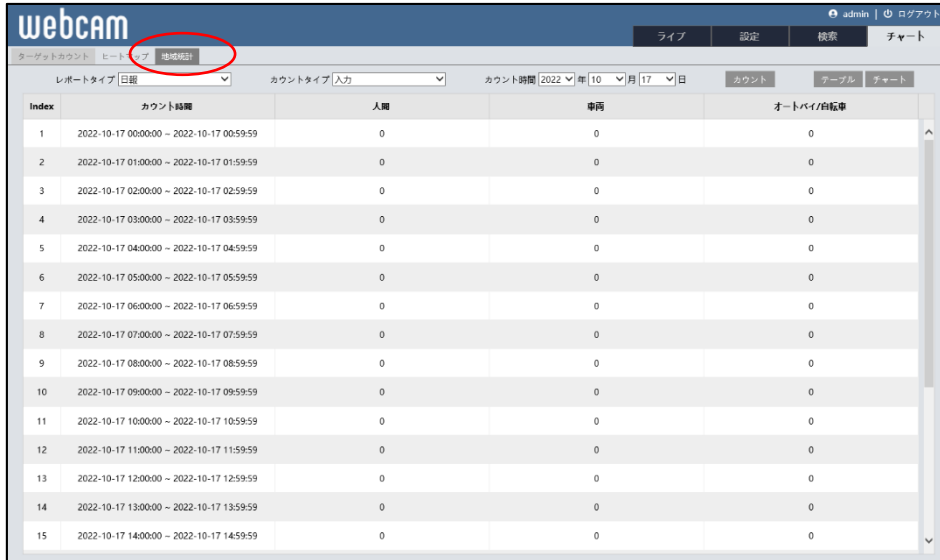 webcam
admin | ログアウト
ライブ 設定 検索 チャート
ターゲットカウント ヒートマップ 地域統計
レポートタイプ 日報 カウントタイプ 入力 カウント時間 2022 年 10 月 17 日 カウント テーブル チャート
Index カウント時間 人間 車両 オートバイ/自転車
1 2022-10-17 00:00:00 ~ 2022-10-17 00:59:59 0 0 0
2 2022-10-17 01:00:00 ~ 2022-10-17 01:59:59 0 0 0
3 2022-10-17 02:00:00 ~ 2022-10-17 02:59:59 0 0 0
4 2022-10-17 03:00:00 ~ 2022-10-17 03:59:59 0 0 0
5 2022-10-17 04:00:00 ~ 2022-10-17 04:59:59 0 0 0
6 2022-10-17 05:00:00 ~ 2022-10-17 05:59:59 0 0 0
7 2022-10-17 06:00:00 ~ 2022-10-17 06:59:59 0 0 0
8 2022-10-17 07:00:00 ~ 2022-10-17 07:59:59 0 0 0
9 2022-10-17 08:00:00 ~ 2022-10-17 08:59:59 0 0 0
10 2022-10-17 09:00:00 ~ 2022-10-17 09:59:59 0 0 0
11 2022-10-17 10:00:00 ~ 2022-10-17 10:59:59 0 0 0
12 2022-10-17 11:00:00 ~ 2022-10-17 11:59:59 0 0 0
13 2022-10-17 12:00:00 ~ 2022-10-17 12:59:59 0 0 0
14 2022-10-17 13:00:00 ~ 2022-10-17 13:59:59 0 0 0
15 2022-10-17 14:00:00 ~ 2022-10-17 14:59:59 0 0 0